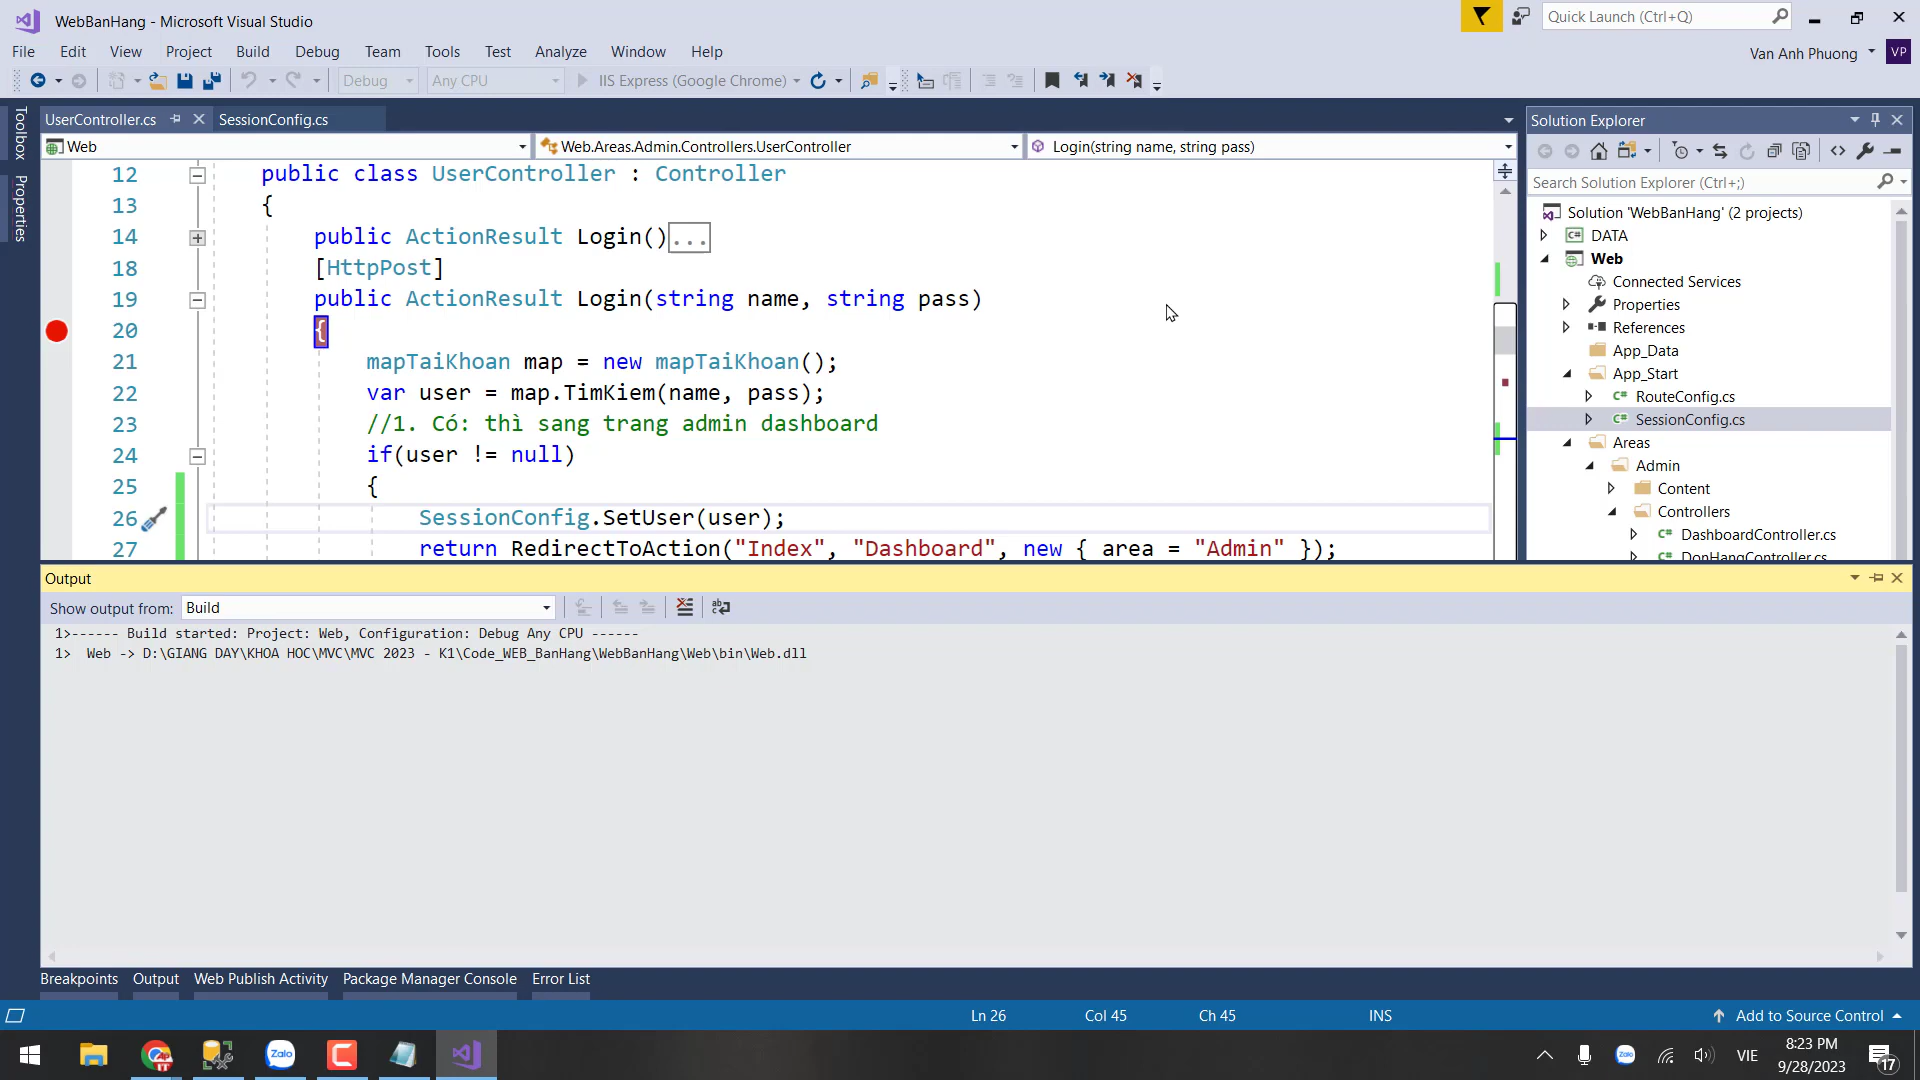 WebBanHang - Microsoft Visual Studio
Quick Launch (Ctrl+Q)
File Edit View Project Build Debug Team Tools Test Analyze Window Help
Van Anh Phuong VP
Debug Any CPU IIS Express (Google Chrome)
Toolbox
Properties
UserController.cs SessionConfig.cs
Web Web.Areas.Admin.Controllers.UserController Login(string name, string pass)
12 public class UserController : Controller
13 {
14 public ActionResult Login()...
18 [HttpPost]
19 public ActionResult Login(string name, string pass)
20 {
21 mapTaiKhoan map = new mapTaiKhoan();
22 var user = map.TimKiem(name, pass);
23 //1. Có: thì sang trang admin dashboard
24 if(user != null)
25 {
26 SessionConfig.SetUser(user);
27 return RedirectToAction("Index", "Dashboard", new { area = "Admin" });
Solution Explorer
Search Solution Explorer (Ctrl+;)
Solution 'WebBanHang' (2 projects)
DATA
Web
Connected Services
Properties
References
App_Data
App_Start
RouteConfig.cs
SessionConfig.cs
Areas
Admin
Content
Controllers
DashboardController.cs
DonHangController.cs
Output
Show output from: Build
1>------ Build started: Project: Web, Configuration: Debug Any CPU ------
1> Web -> D:\GIANG DAY\KHOA HOC\MVC\MVC 2023 - K1\Code_WEB_BanHang\WebBanHang\Web\bin\Web.dll
Breakpoints Output Web Publish Activity Package Manager Console Error List
Ln 26 Col 45 Ch 45 INS Add to Source Control
Zalo
VIE
8:23 PM
9/28/2023
17